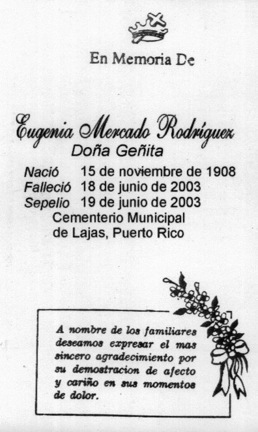 En Memoria De
Eugenia Mercado Rodríguez
Doña Geñita
Nació 15 de noviembre de 1908
Falleció 18 de junio de 2003
Sepelio 19 de junio de 2003
Cementerio Municipal
de Lajas, Puerto Rico
A nombre de los familiares
deseamos expresar el mas
sincero agradecimiento por
su demostracion de afecto
y cariño en sus momentos
de dolor.